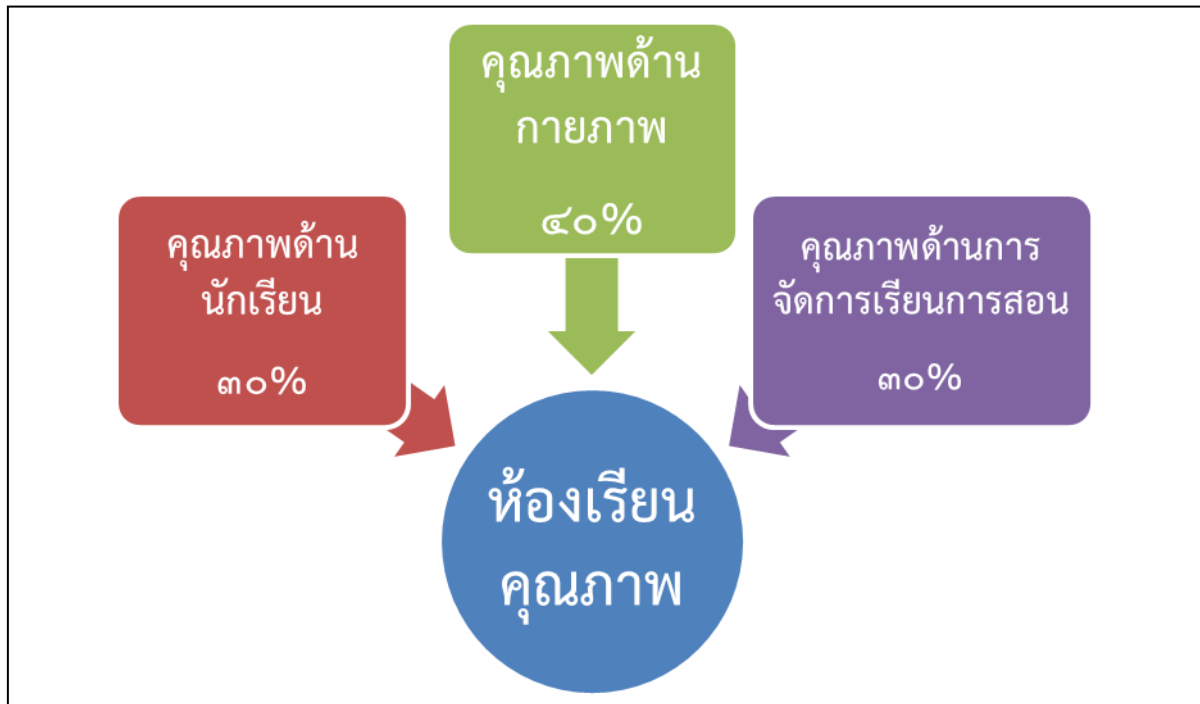 คุณภาพด้าน
กายภาพ
๔๐%
คุณภาพด้าน
นักเรียน
๓๐%
คุณภาพด้านการ
จัดการเรียนการสอน
๓๐%
ห้องเรียน
คุณภาพ